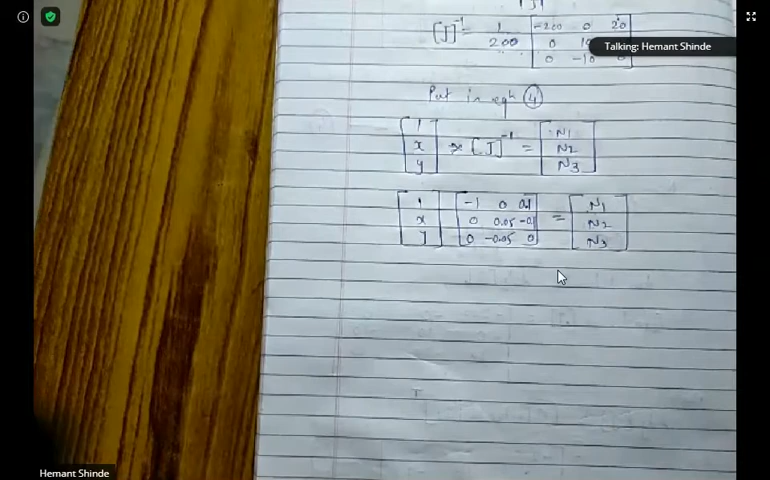 |J|
[J]⁻¹ = 1/200 [-200 0 20
Talking: Hemant Shinde
0 -10 0]
Put in eqn ④
[1 x y] × [J]⁻¹ = [N1 N2 N3]
[1 x y] [-1 0 0.1
0 0.05 -0.1
0 -0.05 0] = [N1 N2 N3]
Hemant Shinde